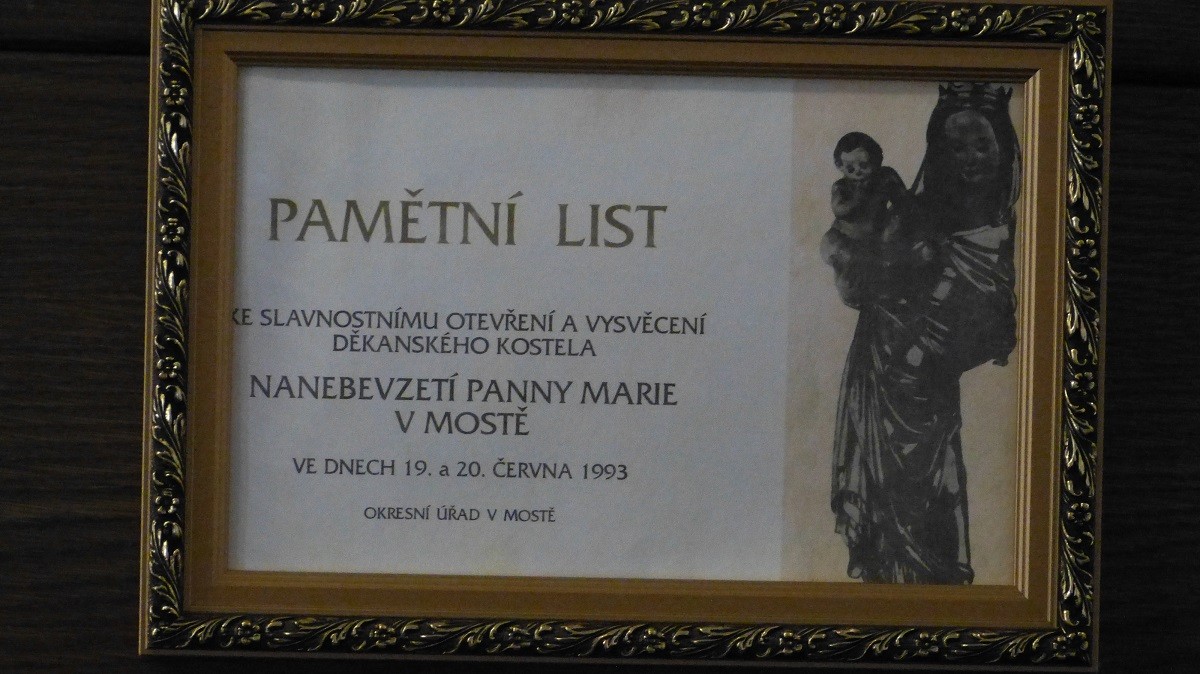 PAMĚTNÍ LIST
KE SLAVNOSTNÍMU OTEVŘENÍ A VYSVĚCENÍ
DĚKANSKÉHO KOSTELA
NANEBEVZETÍ PANNY MARIE
V MOSTĚ
VE DNECH 19. a 20. ČERVNA 1993
OKRESNÍ ÚŘAD V MOSTĚ